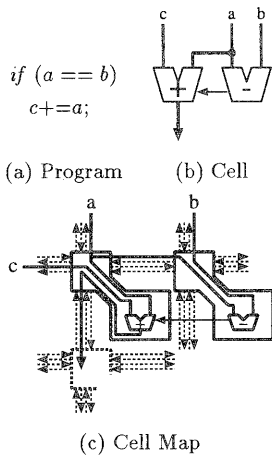 c a b
if (a == b)
c+=a;
+ -
(a) Program (b) Cell
a b
c
+ -
(c) Cell Map